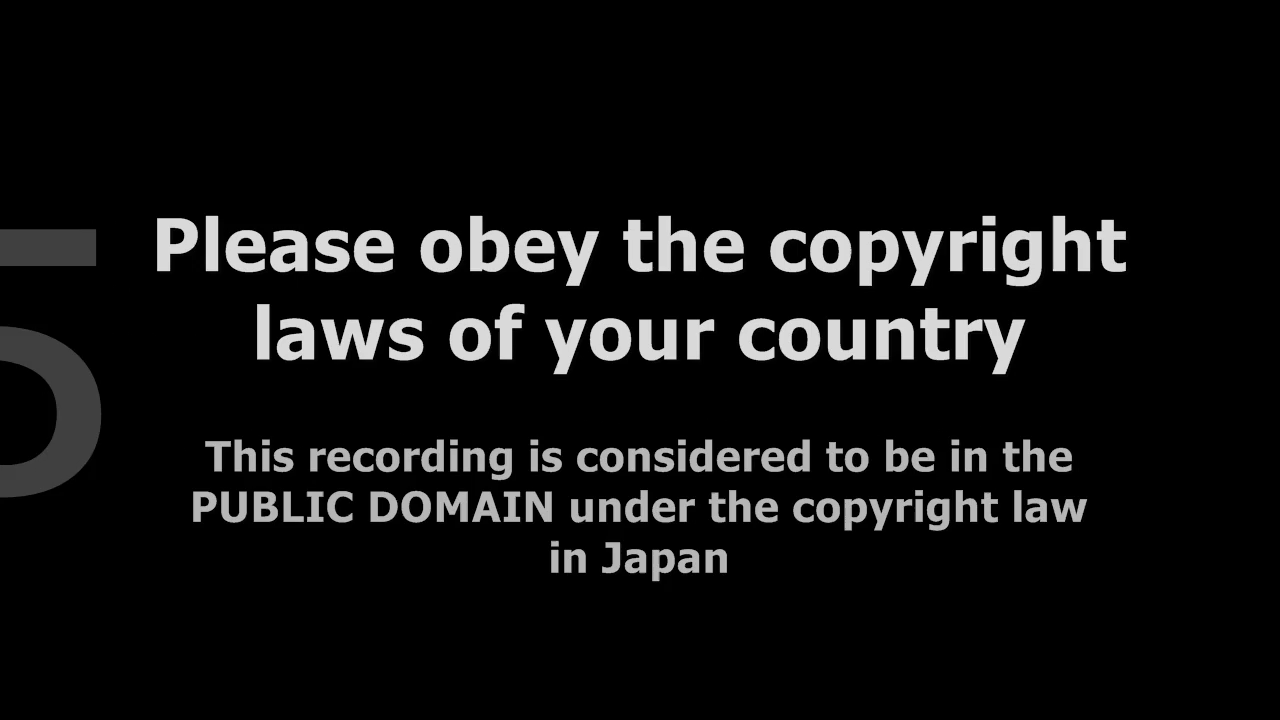 Please obey the copyright
laws of your country
5
This recording is considered to be in the
PUBLIC DOMAIN under the copyright law
in Japan